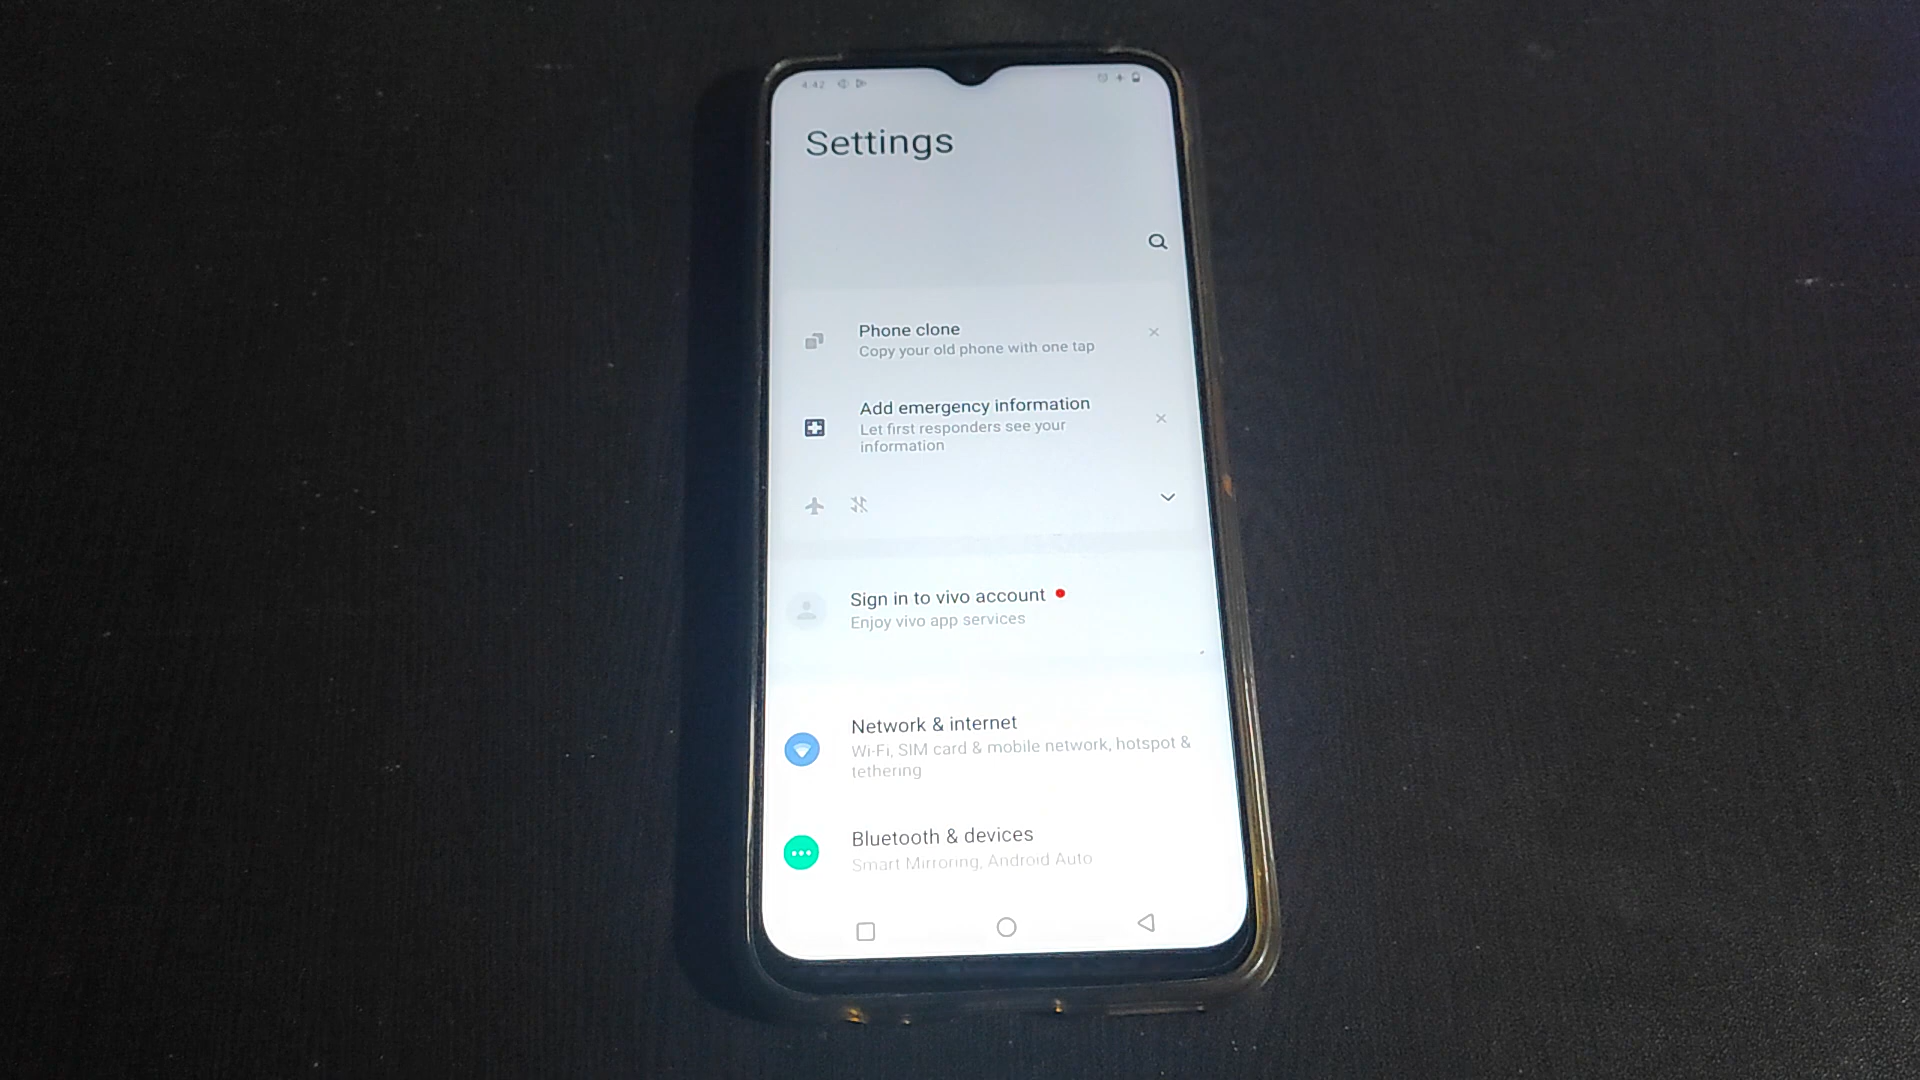 4:42
Settings
Phone clone
Copy your old phone with one tap
Add emergency information
Let first responders see your
information
Sign in to vivo account
Enjoy vivo app services
Network & internet
Wi-Fi, SIM card & mobile network, hotspot &
tethering
Bluetooth & devices
Smart Mirroring, Android Auto